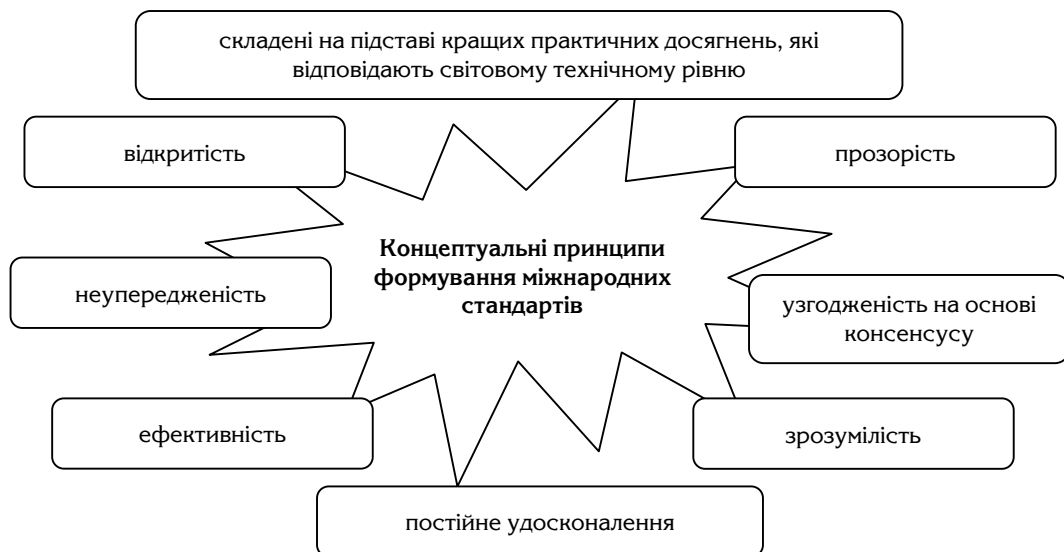 складені на підставі кращих практичних досягнень, які
відповідають світовому технічному рівню
відкритість
прозорість
Концептуальні принципи
формування міжнародних
стандартів
неупередженість
узгодженість на основі
консенсусу
ефективність
зрозумілість
постійне удосконалення